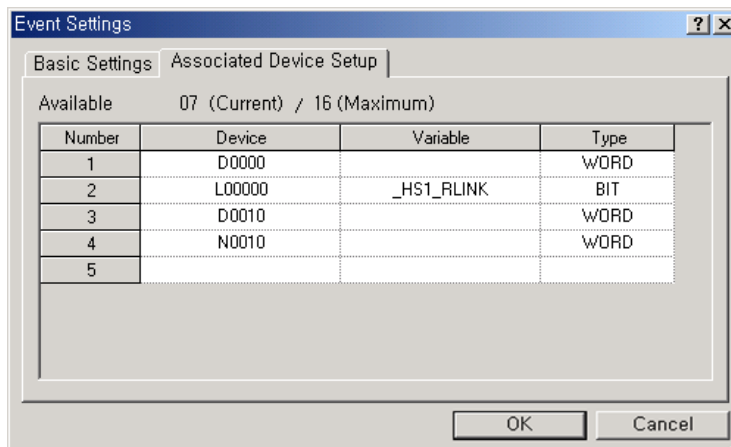 Event Settings
Basic Settings Associated Device Setup
Available 07 (Current) / 16 (Maximum)
Number Device Variable Type
1 D0000 WORD
2 L00000 _HS1_RLINK BIT
3 D0010 WORD
4 N0010 WORD
5
OK Cancel